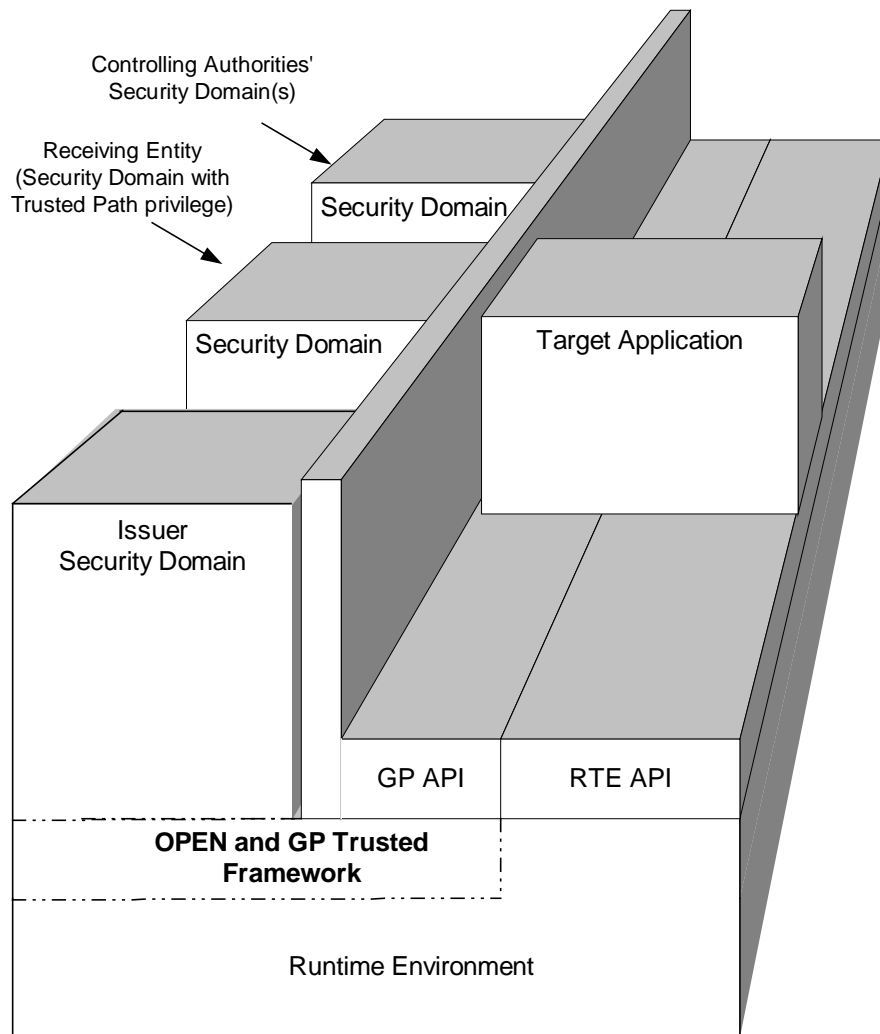 Controlling Authorities'
Security Domain(s)
Receiving Entity
(Security Domain with
Trusted Path privilege)
Security Domain
Security Domain
Target Application
Issuer
Security Domain
GP API
RTE API
OPEN and GP Trusted
Framework
Runtime Environment